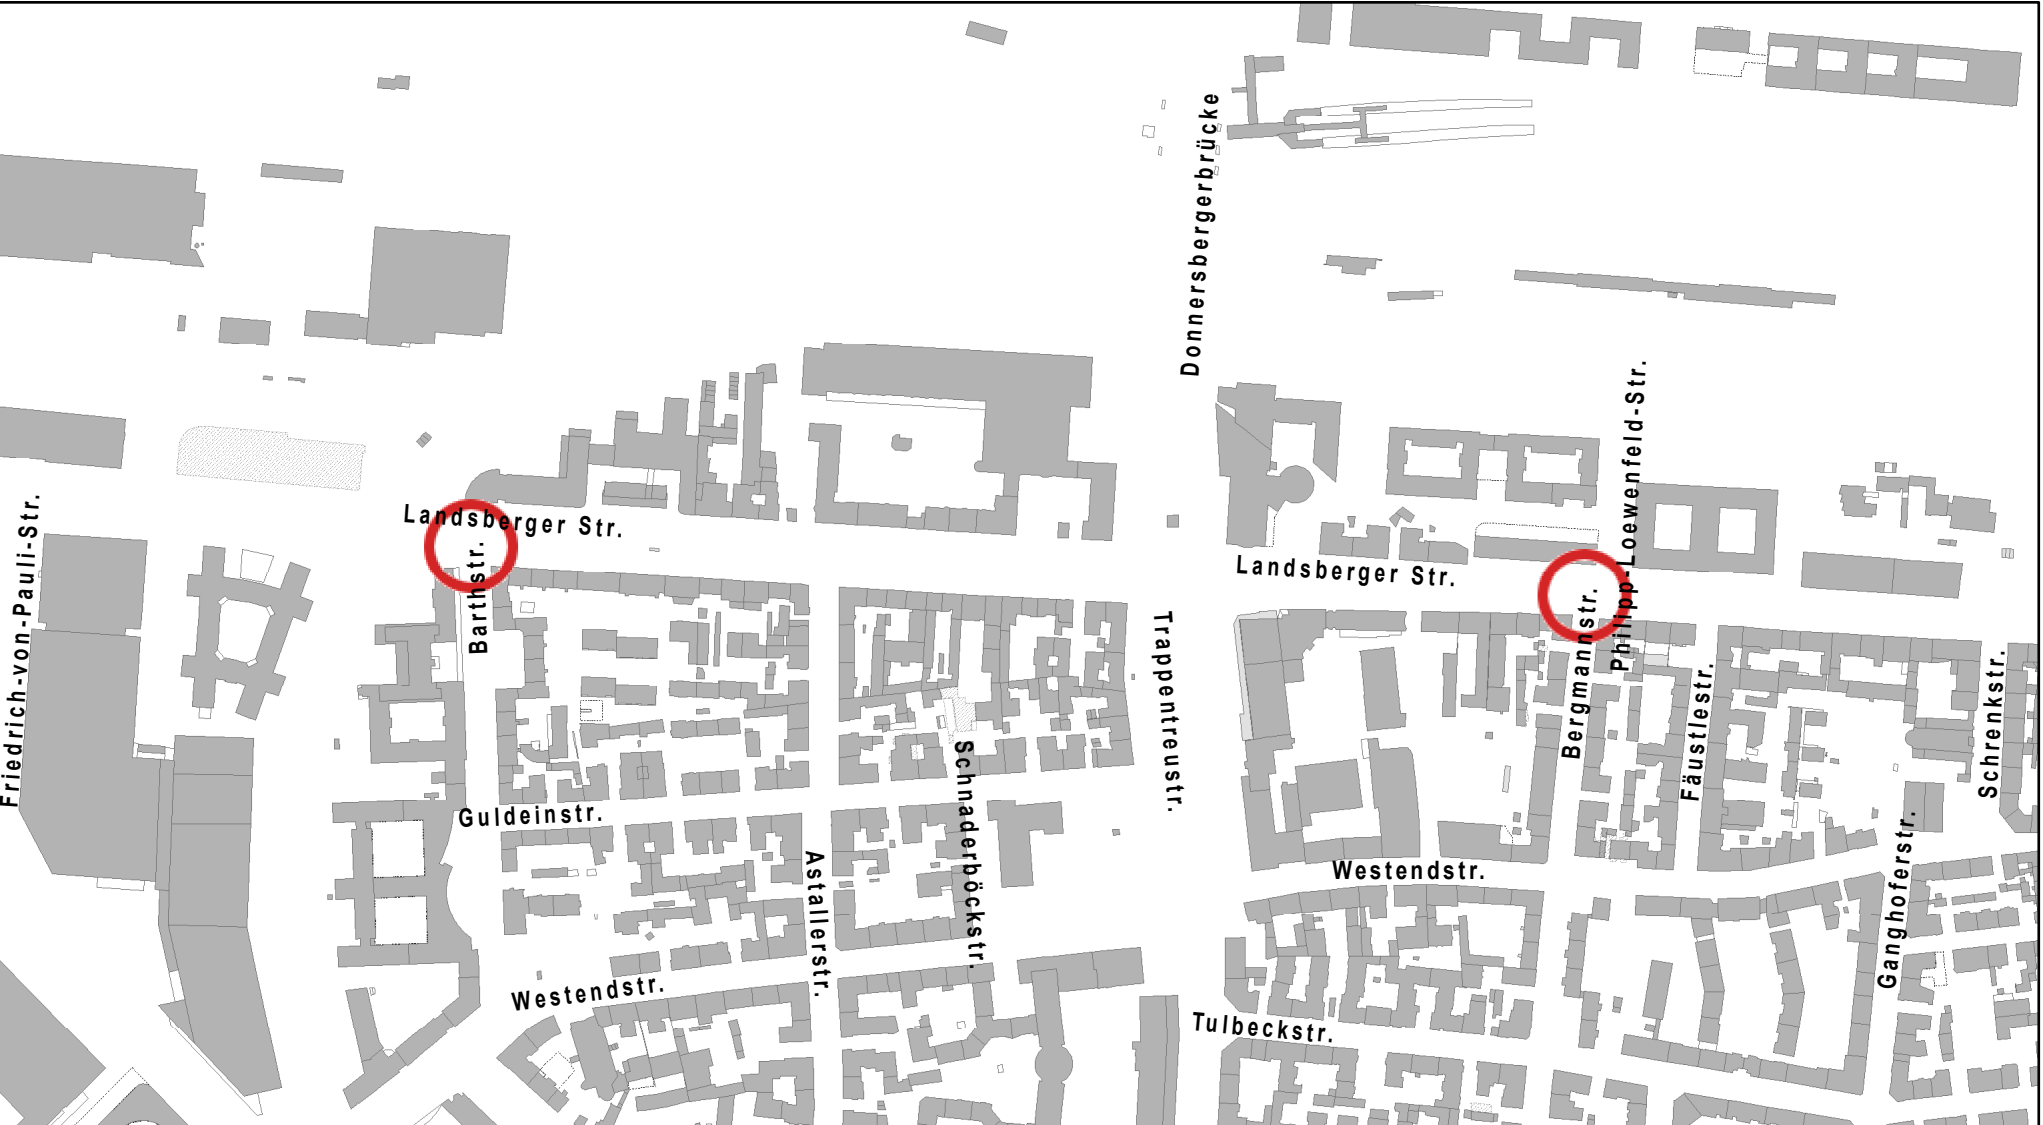 Donnersbergerbrücke
Philipp-Loewenfeld-Str.
Friedrich-von-Pauli-Str.
Landsberger Str.
Barthstr.
Landsberger Str.
Bergmannstr.
Trappentreustr.
Fäustlestr.
Schrenkstr.
Guldeinstr.
Schnaderböckstr.
Astallerstr.
Westendstr.
Ganghoferstr.
Westendstr.
Tulbeckstr.